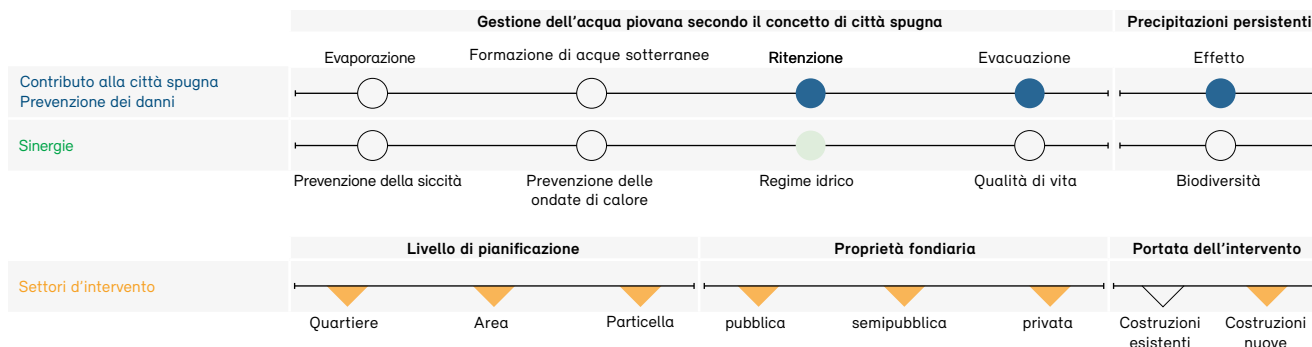 Gestione dell'acqua piovana secondo il concetto di città spugna
Precipitazioni persistenti
Evaporazione
Formazione di acque sotterranee
Ritenzione
Evacuazione
Effetto
Contributo alla città spugna
Prevenzione dei danni
Sinergie
Prevenzione della siccità
Prevenzione delle
ondate di calore
Regime idrico
Qualità di vita
Biodiversità
Livello di pianificazione
Proprietà fondiaria
Portata dell'intervento
Settori d'intervento
Quartiere
Area
Particella
pubblica
semipubblica
privata
Costruzioni
esistenti
Costruzioni
nuove